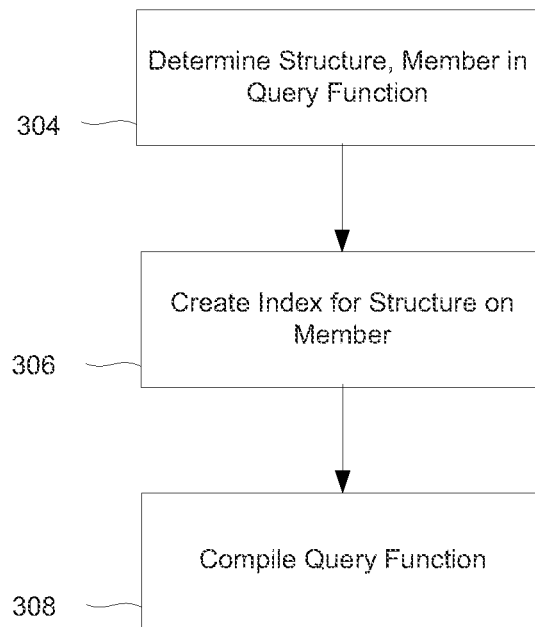 Determine Structure, Member in
Query Function
304
Create Index for Structure on
Member
306
Compile Query Function
308